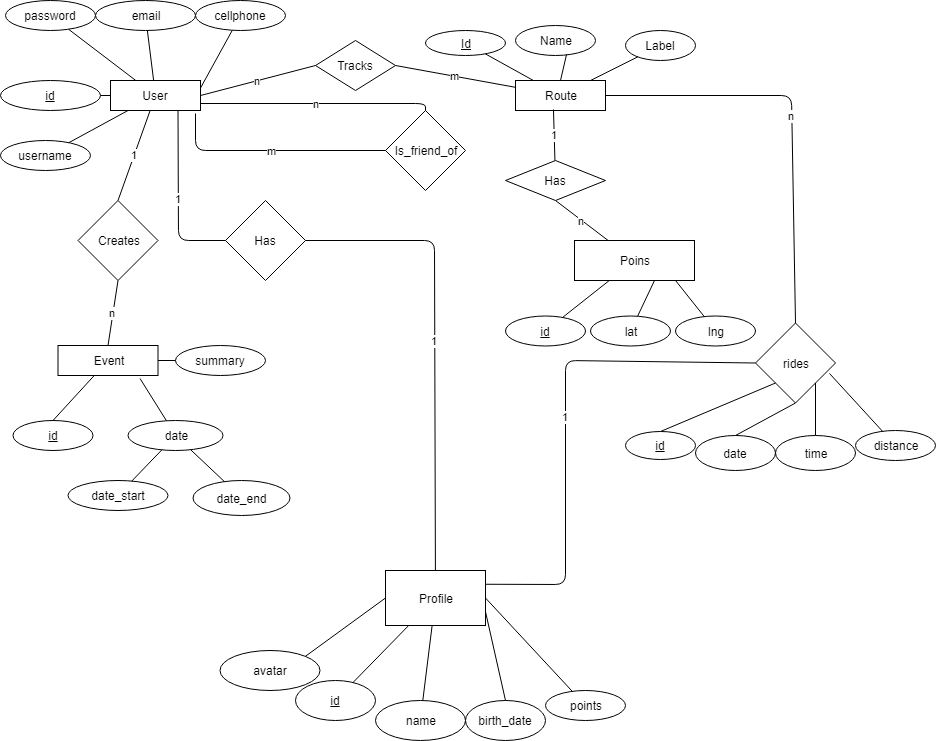 password
email
cellphone
Id
Name
Label
Tracks
n
m
id
User
Route
n
n
1
username
1
m
Is_friend_of
Has
1
n
Creates
Has
Poins
n
id
lat
lng
1
Event
summary
rides
1
id
date
id
date
time
distance
date_start
date_end
Profile
avatar
id
name
birth_date
points